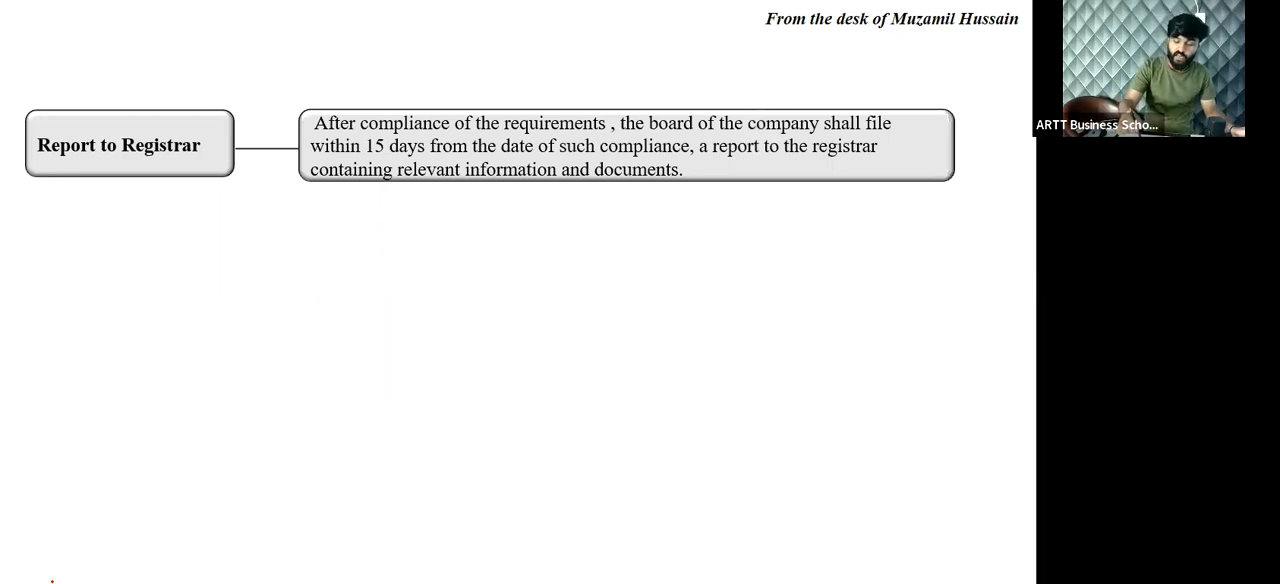 From the desk of Muzamil Hussain
ARTT Business Scho...
Report to Registrar
After compliance of the requirements , the board of the company shall file
within 15 days from the date of such compliance, a report to the registrar
containing relevant information and documents.